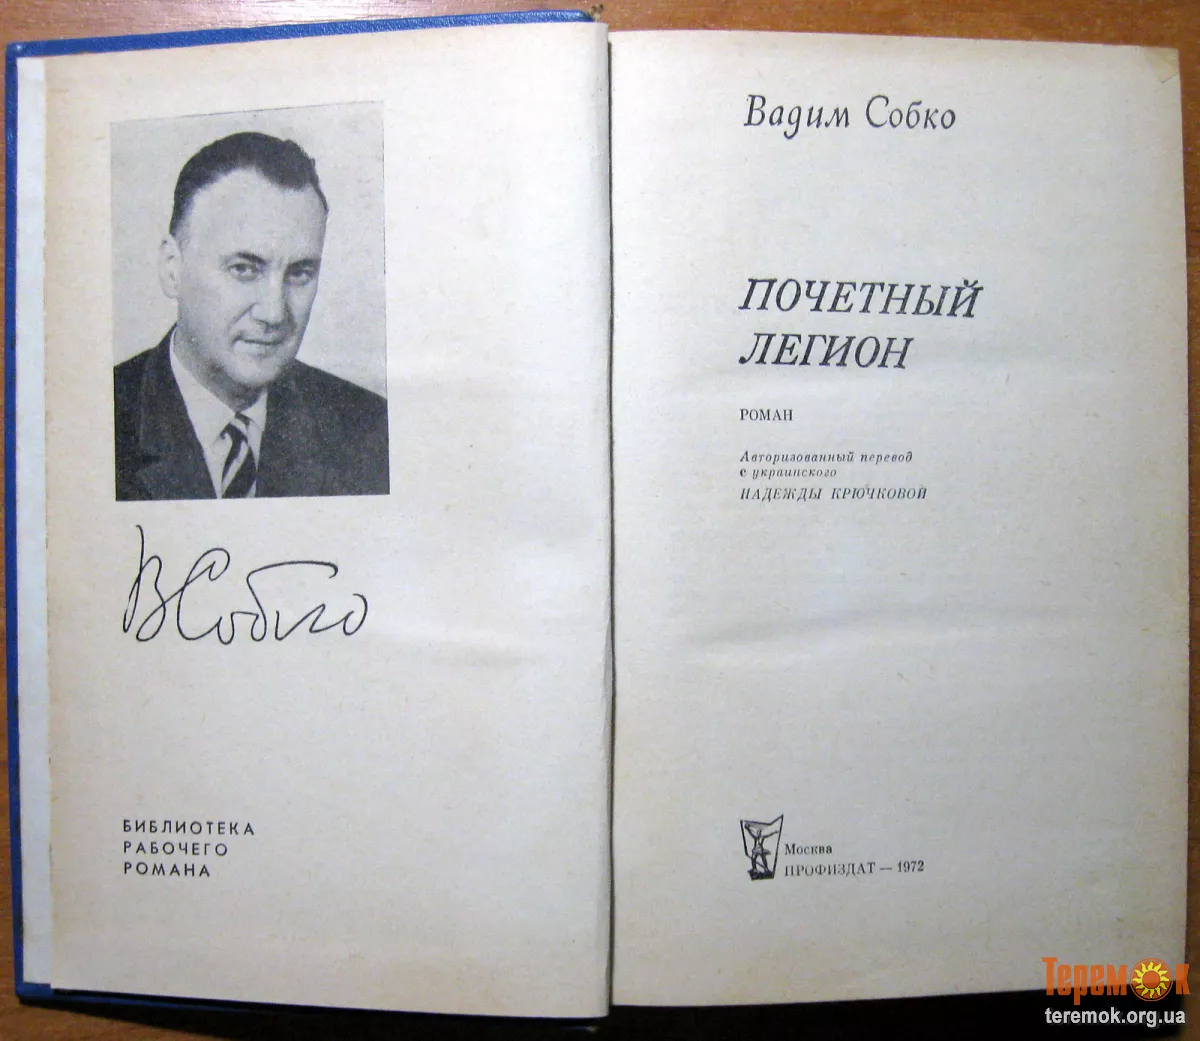 В Собко
БИБЛИОТЕКА
РАБОЧЕГО
РОМАНА
Вадим Собко
ПОЧЕТНЫЙ
ЛЕГИОН
РОМАН
Авторизованный перевод
с украинского
НАДЕЖДЫ КРЮЧКОВОЙ
Москва
ПРОФИЗДАТ — 1972
Теремок
teremok.org.ua